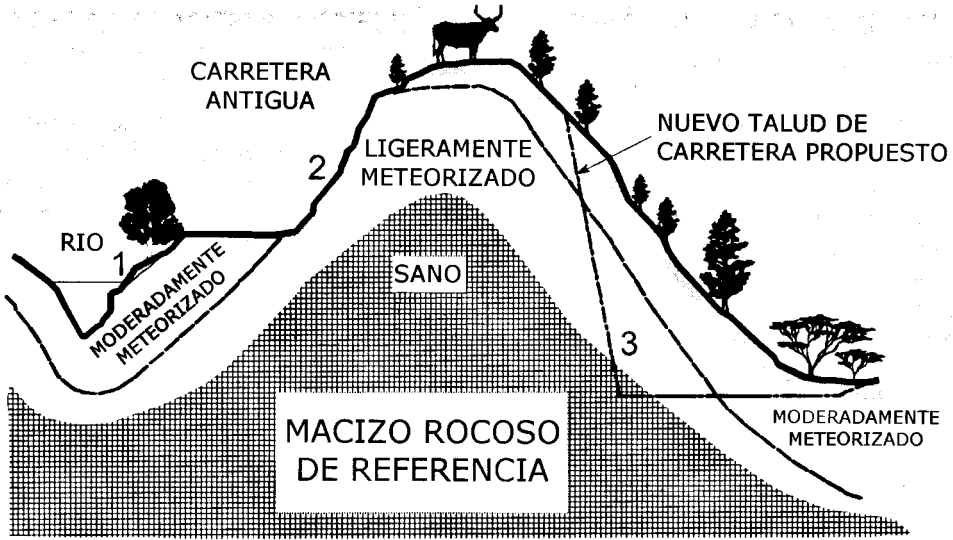 CARRETERA
ANTIGUA
NUEVO TALUD DE
CARRETERA PROPUESTO
LIGERAMENTE
METEORIZADO
2
RIO
1
MODERADAMENTE
METEORIZADO
SANO
3
MACIZO ROCOSO
DE REFERENCIA
MODERADAMENTE
METEORIZADO